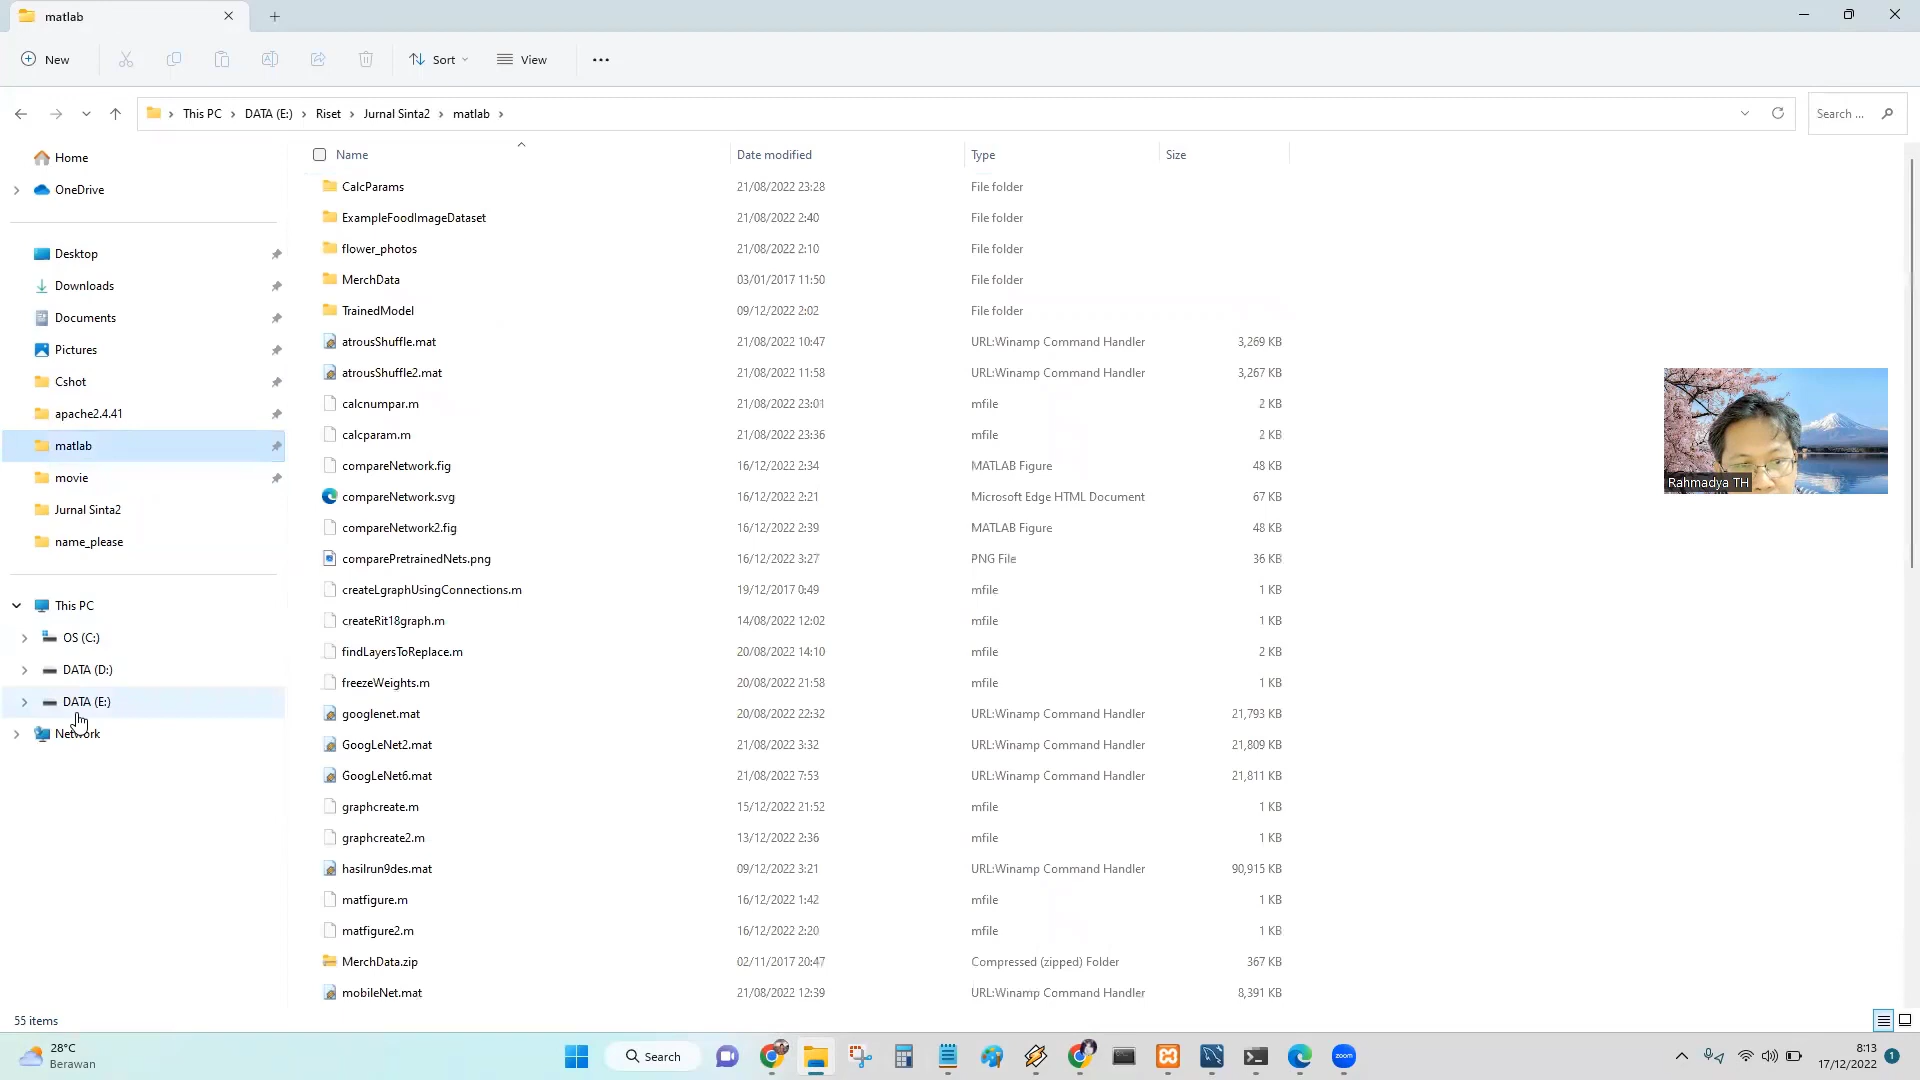 matlab
New
Sort
View
This PC > DATA (E:) > Riset > Jurnal Sinta2 > matlab >
Search ...
Home
OneDrive
Desktop
Downloads
Documents
Pictures
Cshot
apache2.4.41
matlab
movie
Jurnal Sinta2
name_please
This PC
OS (C:)
DATA (D:)
DATA (E:)
Network
Name Date modified Type Size
CalcParams 21/08/2022 23:28 File folder
ExampleFoodImageDataset 21/08/2022 2:40 File folder
flower_photos 21/08/2022 2:10 File folder
MerchData 03/01/2017 11:50 File folder
TrainedModel 09/12/2022 2:02 File folder
atrousShuffle.mat 21/08/2022 10:47 URL:Winamp Command Handler 3,269 KB
atrousShuffle2.mat 21/08/2022 11:58 URL:Winamp Command Handler 3,267 KB
calcnumpar.m 21/08/2022 23:01 mfile 2 KB
calcparam.m 21/08/2022 23:36 mfile 2 KB
compareNetwork.fig 16/12/2022 2:34 MATLAB Figure 48 KB
compareNetwork.svg 16/12/2022 2:21 Microsoft Edge HTML Document 67 KB
compareNetwork2.fig 16/12/2022 2:39 MATLAB Figure 48 KB
comparePretrainedNets.png 16/12/2022 3:27 PNG File 36 KB
createLgraphUsingConnections.m 19/12/2017 0:49 mfile 1 KB
createRit18graph.m 14/08/2022 12:02 mfile 1 KB
findLayersToReplace.m 20/08/2022 14:10 mfile 2 KB
freezeWeights.m 20/08/2022 21:58 mfile 1 KB
googlenet.mat 20/08/2022 22:32 URL:Winamp Command Handler 21,793 KB
GoogLeNet2.mat 21/08/2022 3:32 URL:Winamp Command Handler 21,809 KB
GoogLeNet6.mat 21/08/2022 7:53 URL:Winamp Command Handler 21,811 KB
graphcreate.m 15/12/2022 21:52 mfile 1 KB
graphcreate2.m 13/12/2022 2:36 mfile 1 KB
hasilrun9des.mat 09/12/2022 3:21 URL:Winamp Command Handler 90,915 KB
matfigure.m 16/12/2022 1:42 mfile 1 KB
matfigure2.m 16/12/2022 2:20 mfile 1 KB
MerchData.zip 02/11/2017 20:47 Compressed (zipped) Folder 367 KB
mobileNet.mat 21/08/2022 12:39 URL:Winamp Command Handler 8,391 KB
Rahmadya TH
55 items
28°C
Berawan
Search
zoom
8:13
17/12/2022
1